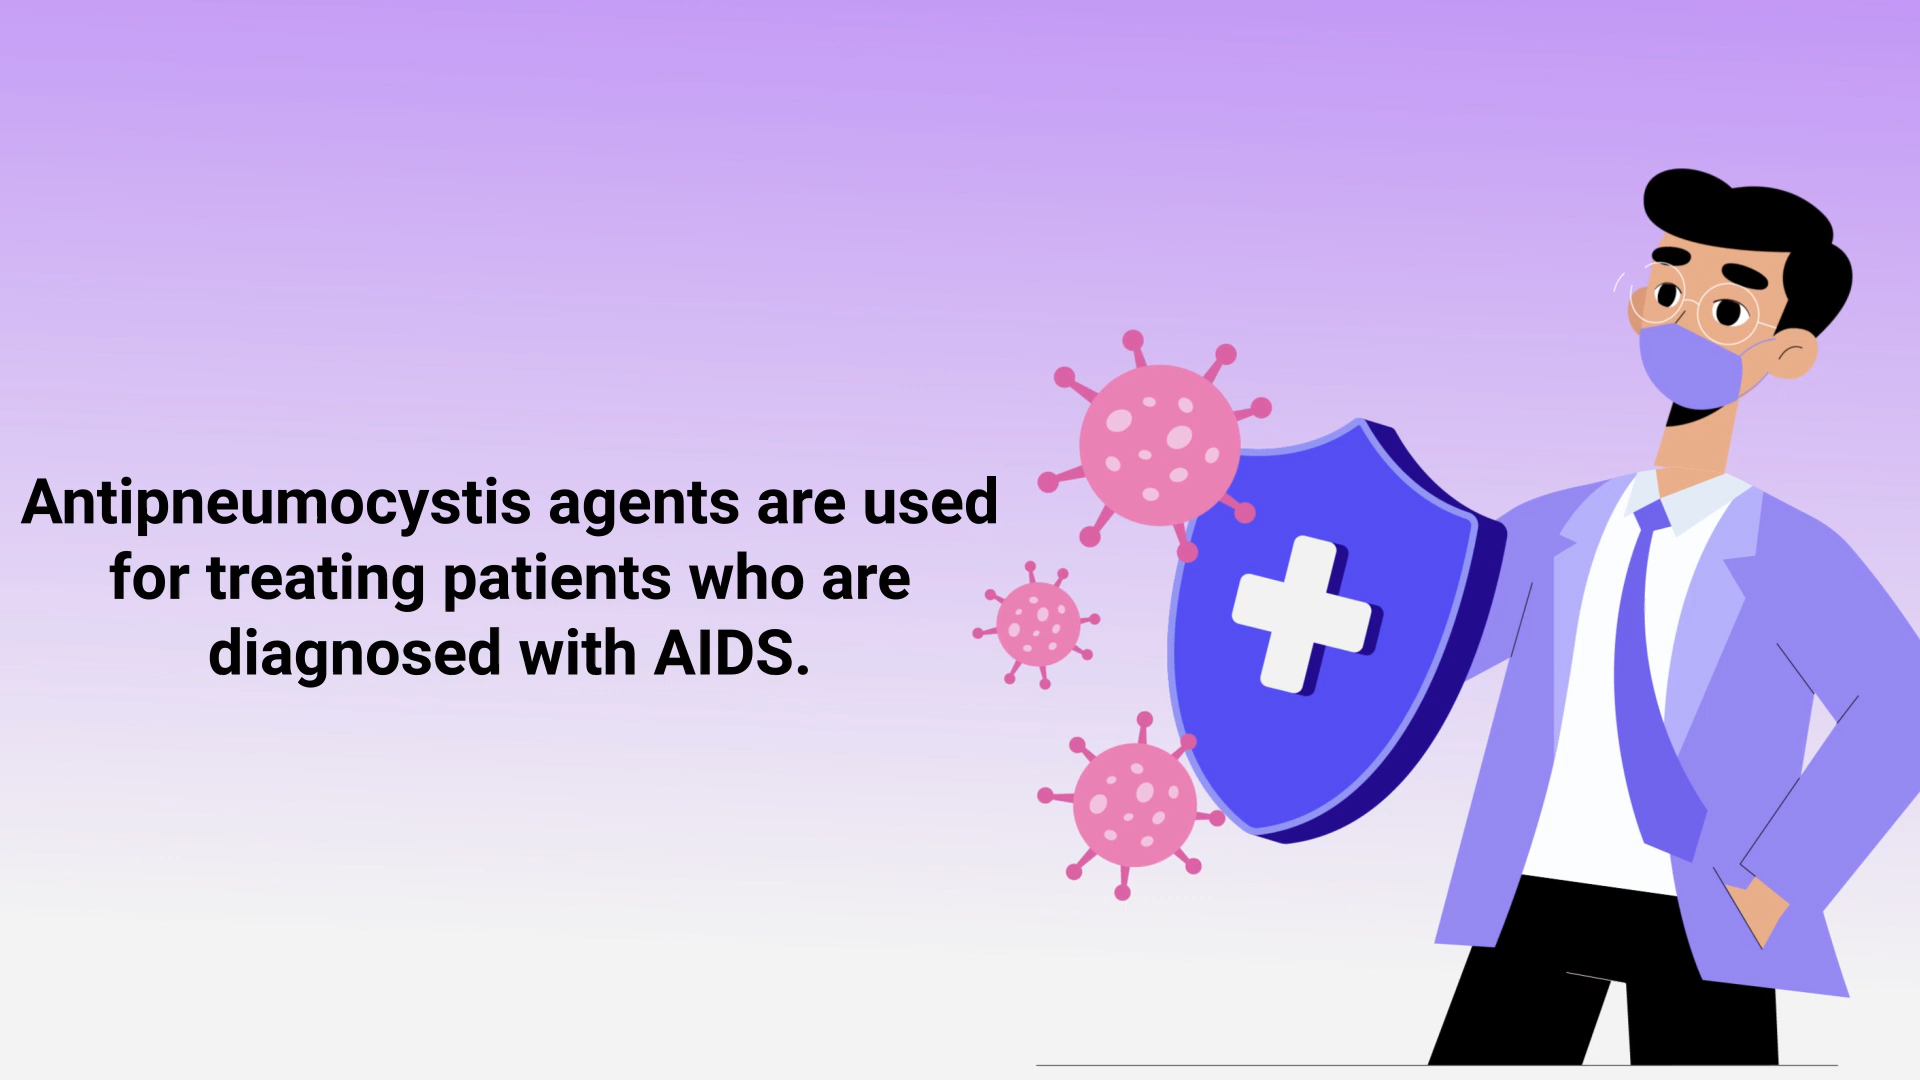 Antipneumocystis agents are used
for treating patients who are
diagnosed with AIDS.